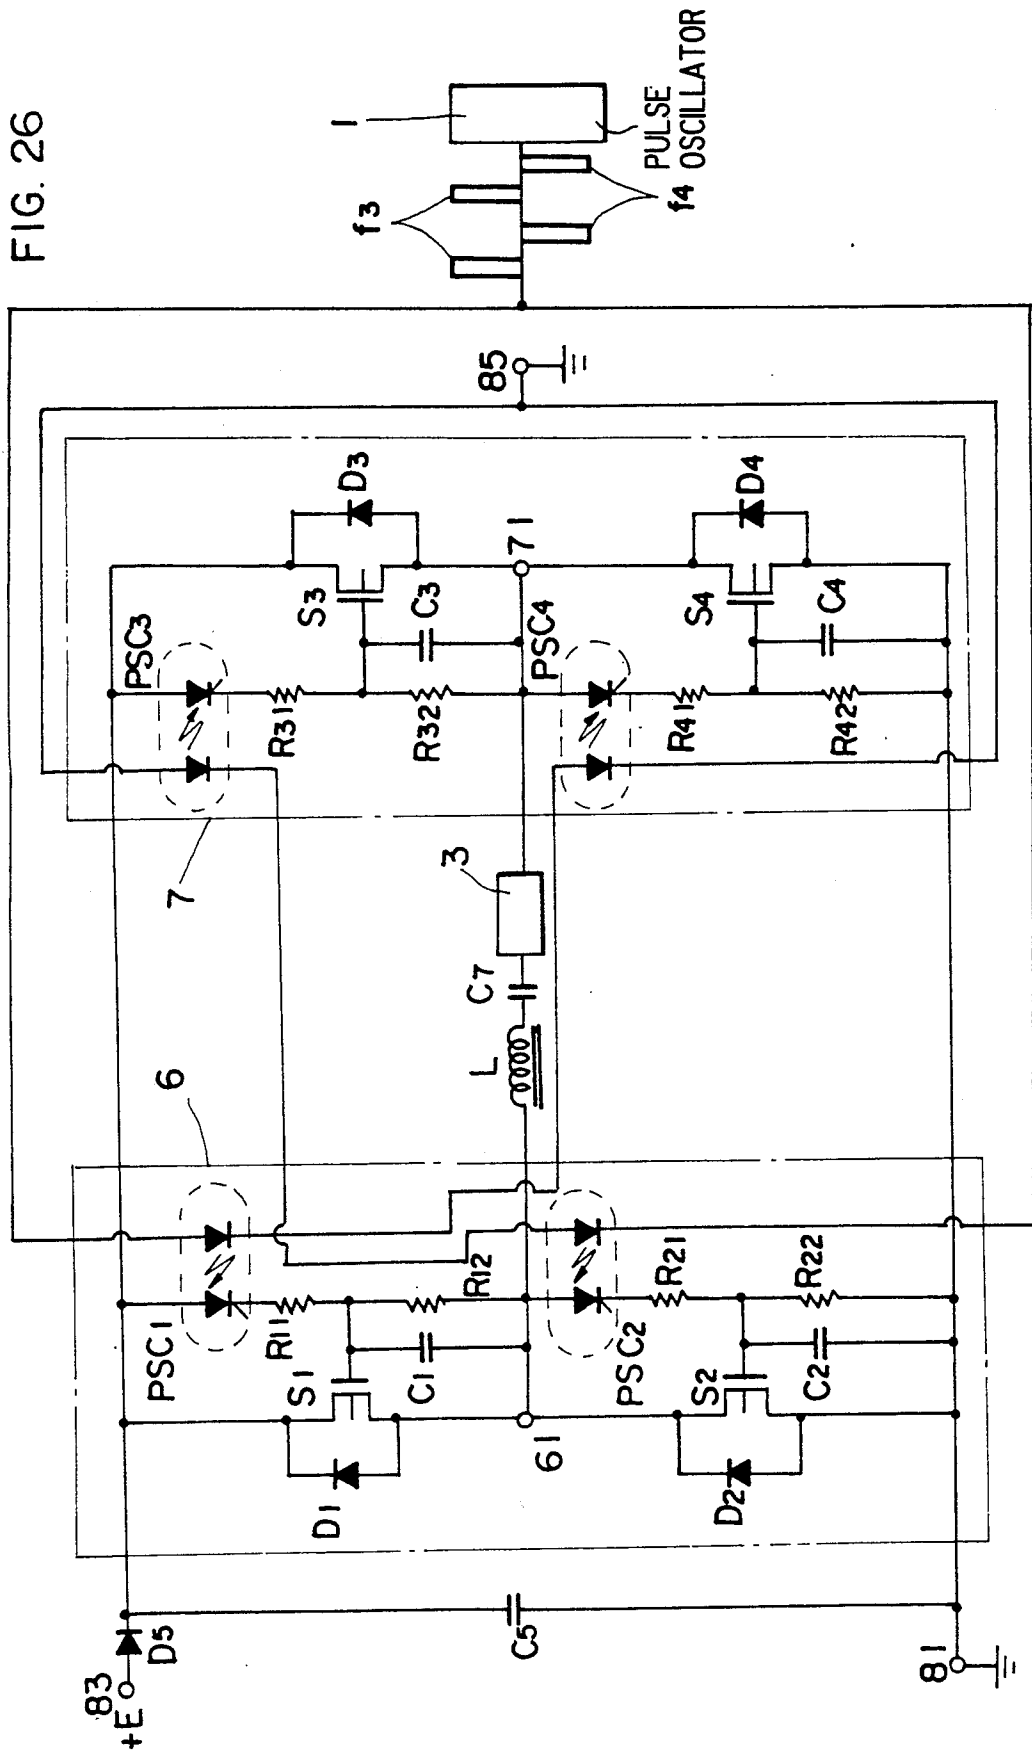 FIG. 26
+E
83
D5
C5
81
6
PSC1
R11
S1
C1
R12
D1
61
PSC2
R21
S2
C2
R22
D2
L
C7
3
7
PSC3
R31
S3
D3
C3
R32
71
PSC4
R41
S4
D4
C4
R42
85
f3
f4
1
PULSE
OSCILLATOR